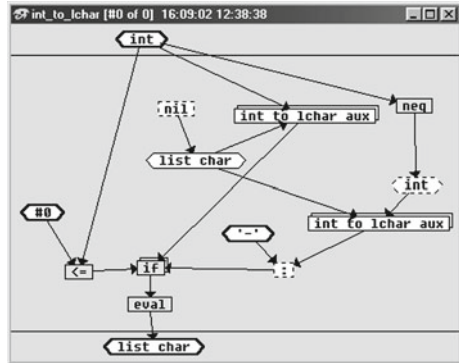 int_to_lchar [#0 of 0] 16:09:02 12:38:38
int
nil
int to lchar aux
neg
list char
int
#0
'-'
int to lchar aux
<=
if
:
eval
list char